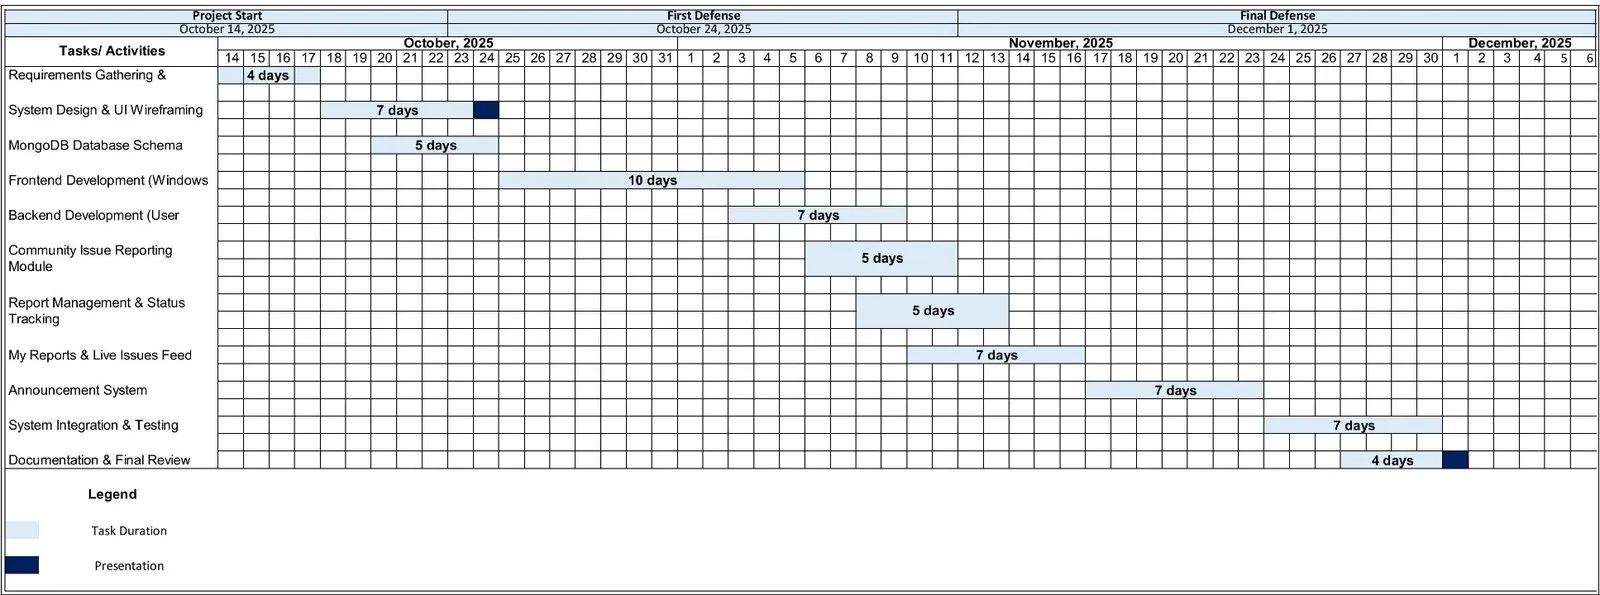 Project Start First Defense Final Defense
October 14, 2025 October 24, 2025 December 1, 2025
Tasks/ Activities October, 2025 November, 2025 December, 2025
14 15 16 17 18 19 20 21 22 23 24 25 26 27 28 29 30 31 1 2 3 4 5 6 7 8 9 10 11 12 13 14 15 16 17 18 19 20 21 22 23 24 25 26 27 28 29 30 1 2 3 4 5 6
Requirements Gathering & 4 days
System Design & UI Wireframing 7 days
MongoDB Database Schema 5 days
Frontend Development (Windows 10 days
Backend Development (User 7 days
Community Issue Reporting
Module 5 days
Report Management & Status
Tracking 5 days
My Reports & Live Issues Feed 7 days
Announcement System 7 days
System Integration & Testing 7 days
Documentation & Final Review 4 days
Legend
Task Duration
Presentation